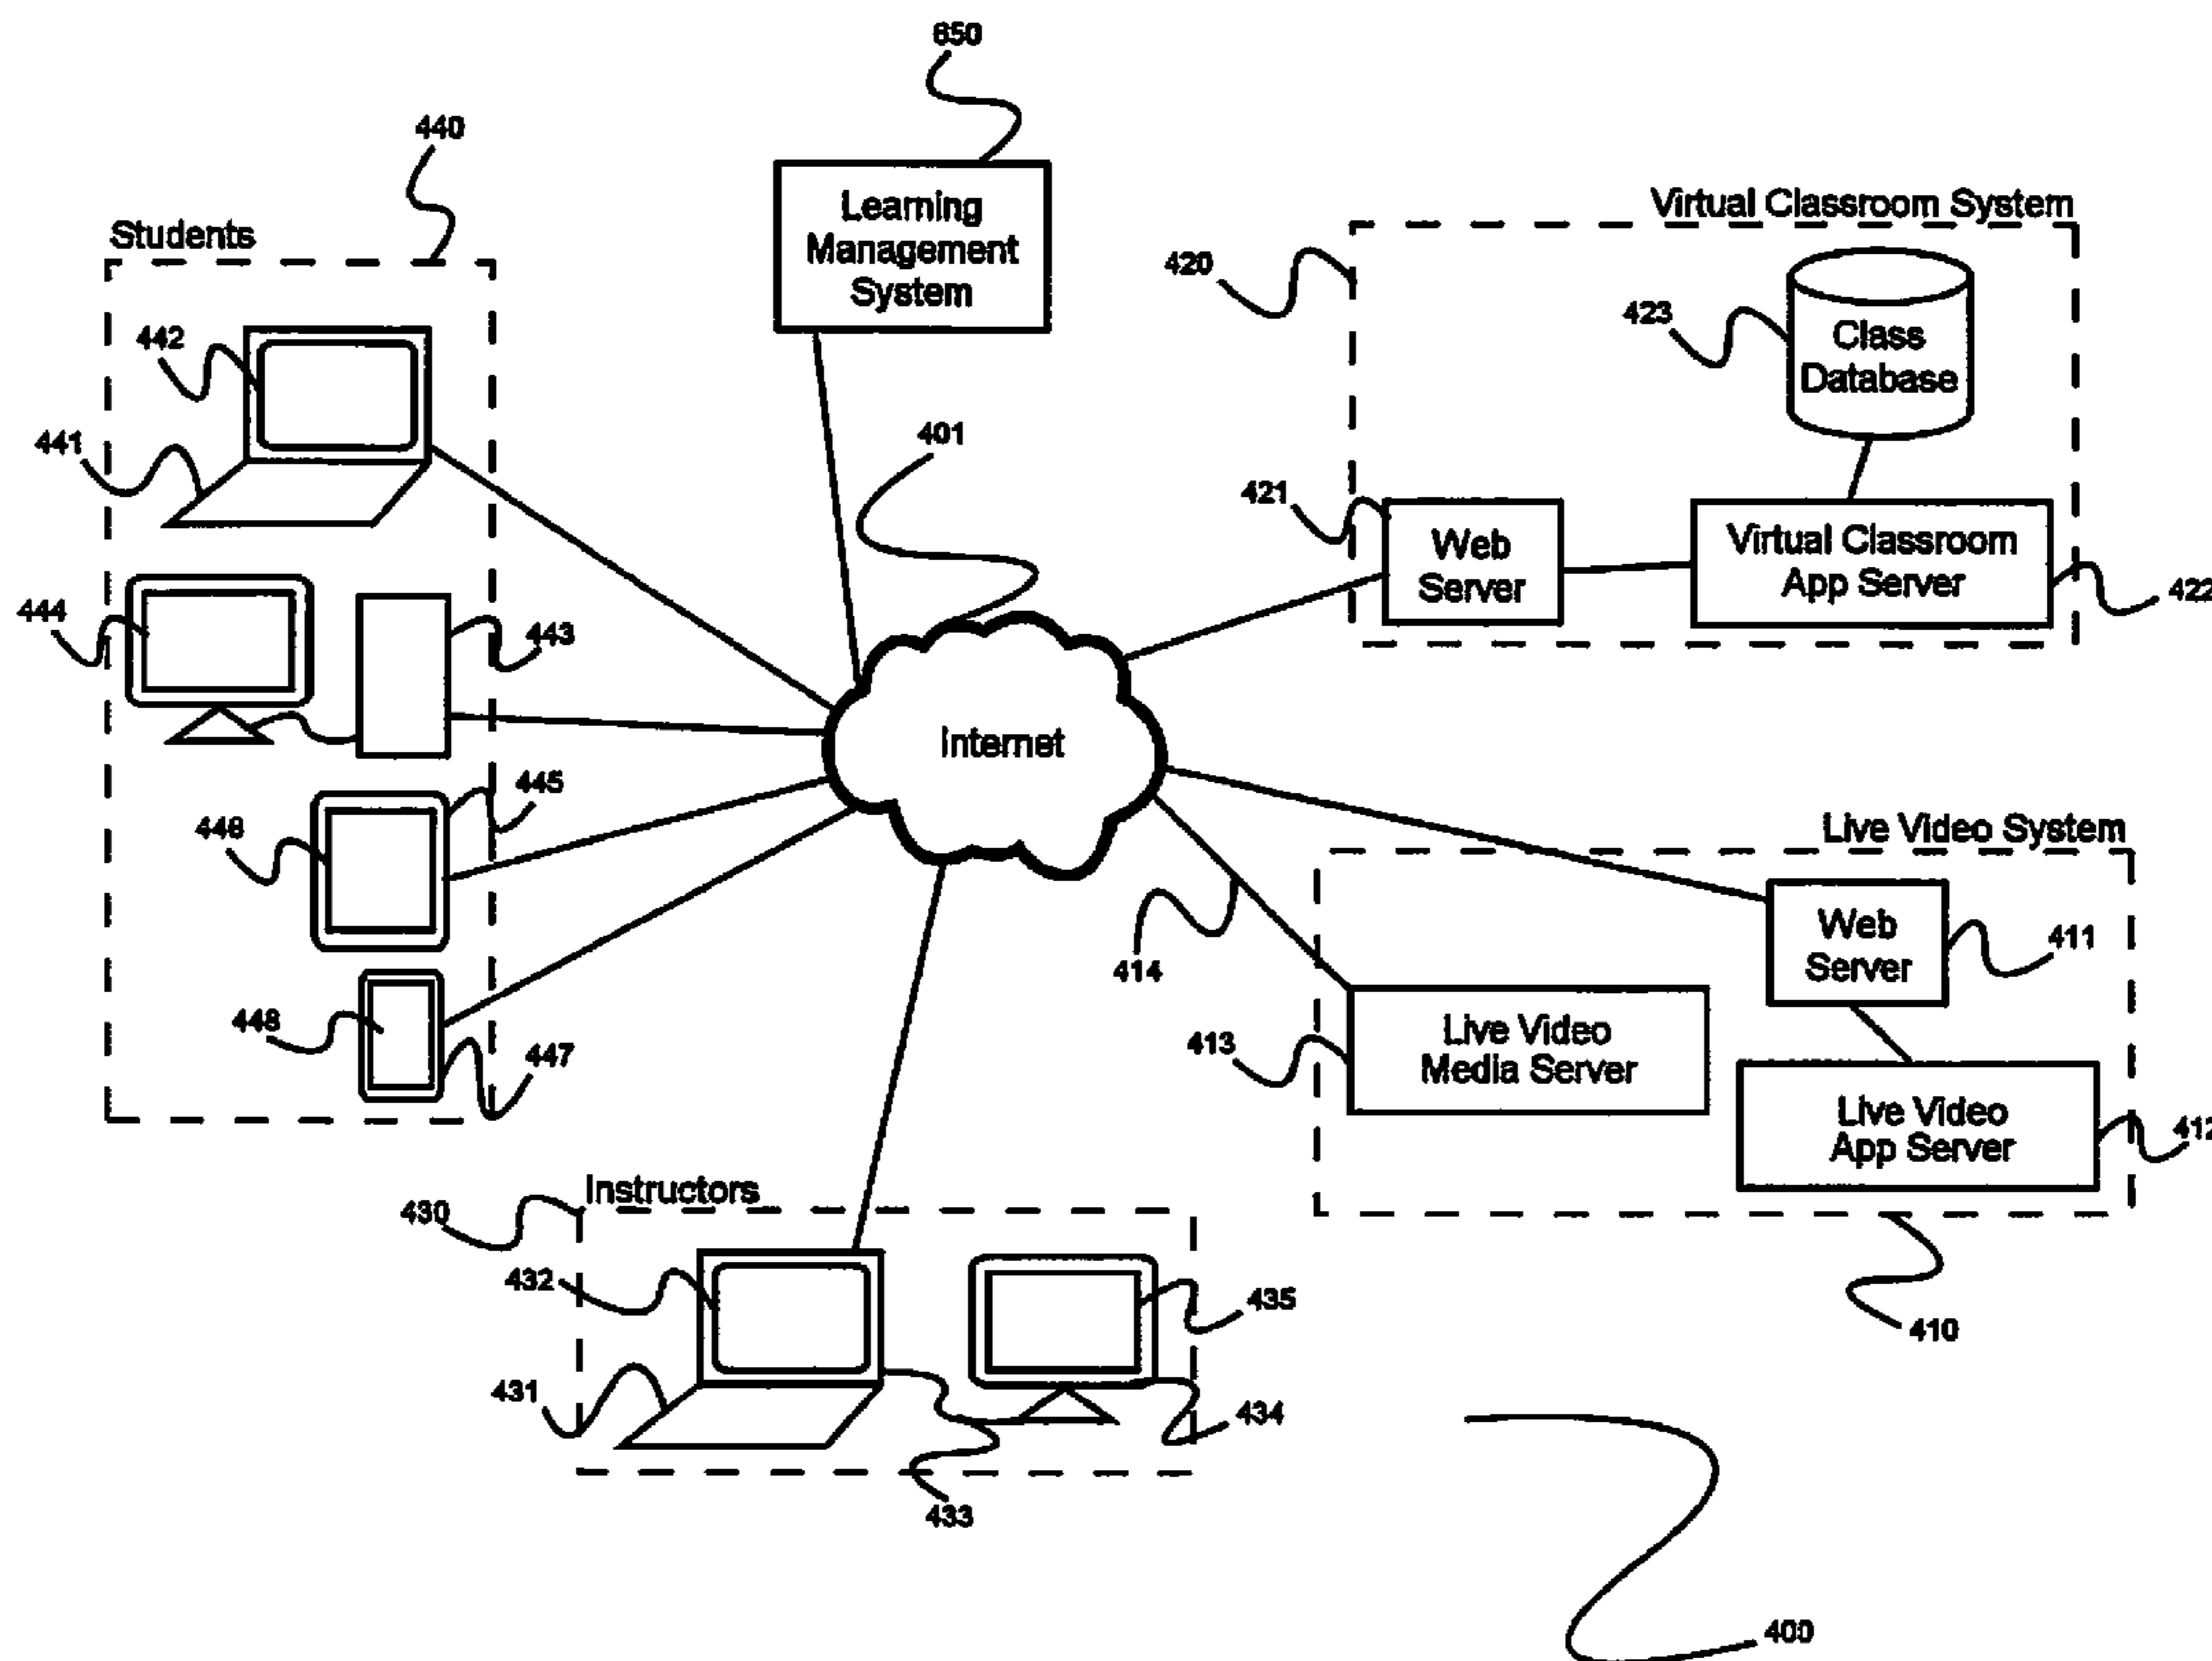 650
440
Learning
Management
System
Students
Virtual Classroom System
420
423
Class
Database
442
441
401
421
Web
Server
Virtual Classroom
App Server
422
444
443
Internet
445
446
Live Video System
Web
Server
411
414
448
447
413
Live Video
Media Server
Live Video
App Server
412
Instructors
430
432
435
410
431
434
433
400